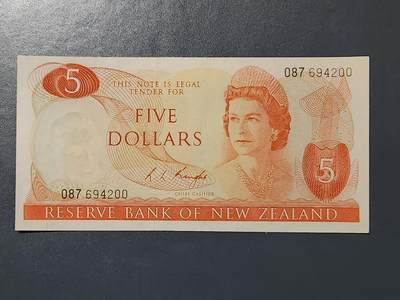 5
THIS NOTE IS LEGAL
TENDER FOR
087 694200
FIVE
DOLLARS
5
087 694200
CHIEF CASHIER
RESERVE BANK OF NEW ZEALAND